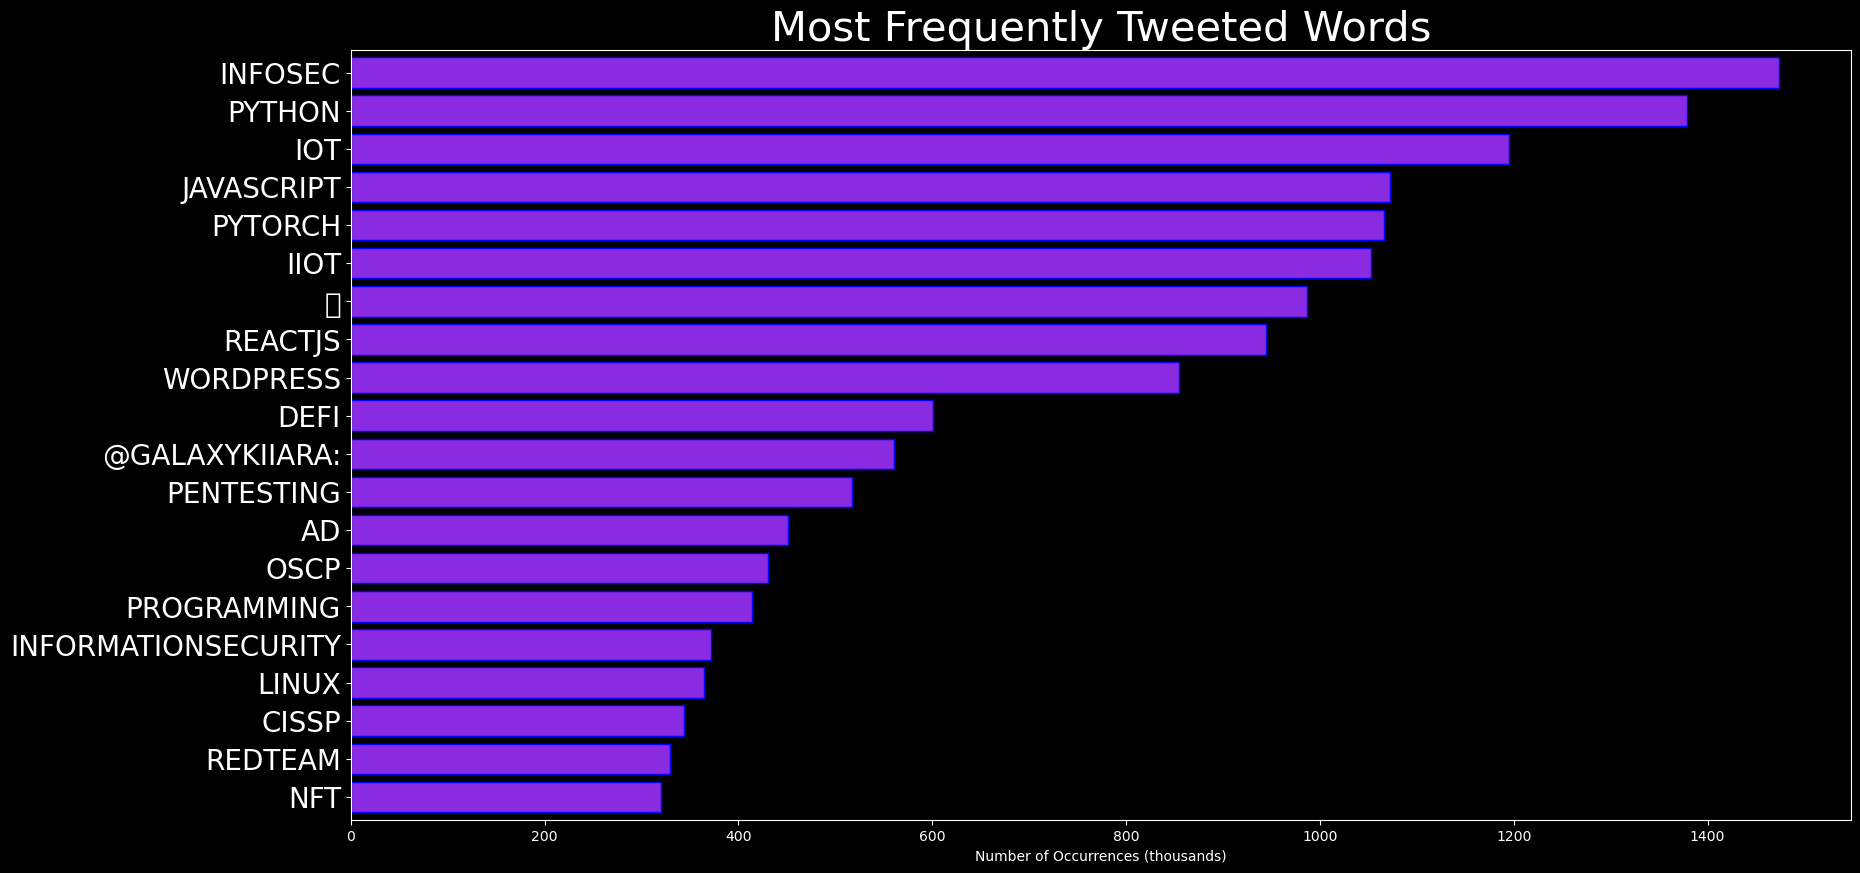 Most Frequently Tweeted Words
INFOSEC
PYTHON
IOT
JAVASCRIPT
PYTORCH
IIOT
REACTJS
WORDPRESS
DEFI
@GALAXYKIIARA:
PENTESTING
AD
OSCP
PROGRAMMING
INFORMATIONSECURITY
LINUX
CISSP
REDTEAM
NFT
0 200 400 600 800 1000 1200 1400
Number of Occurrences (thousands)